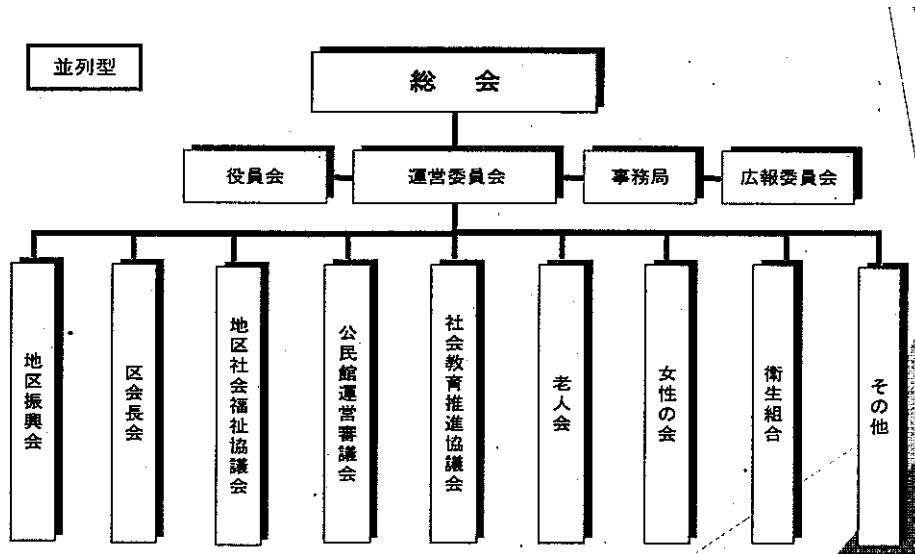 並列型
総会
役員会
運営委員会
事務局
広報委員会
地区振興会
区会長会
地区社会福祉協議会
公民館運営審議会
社会教育推進協議会
老人会
女性の会
衛生組合
その他